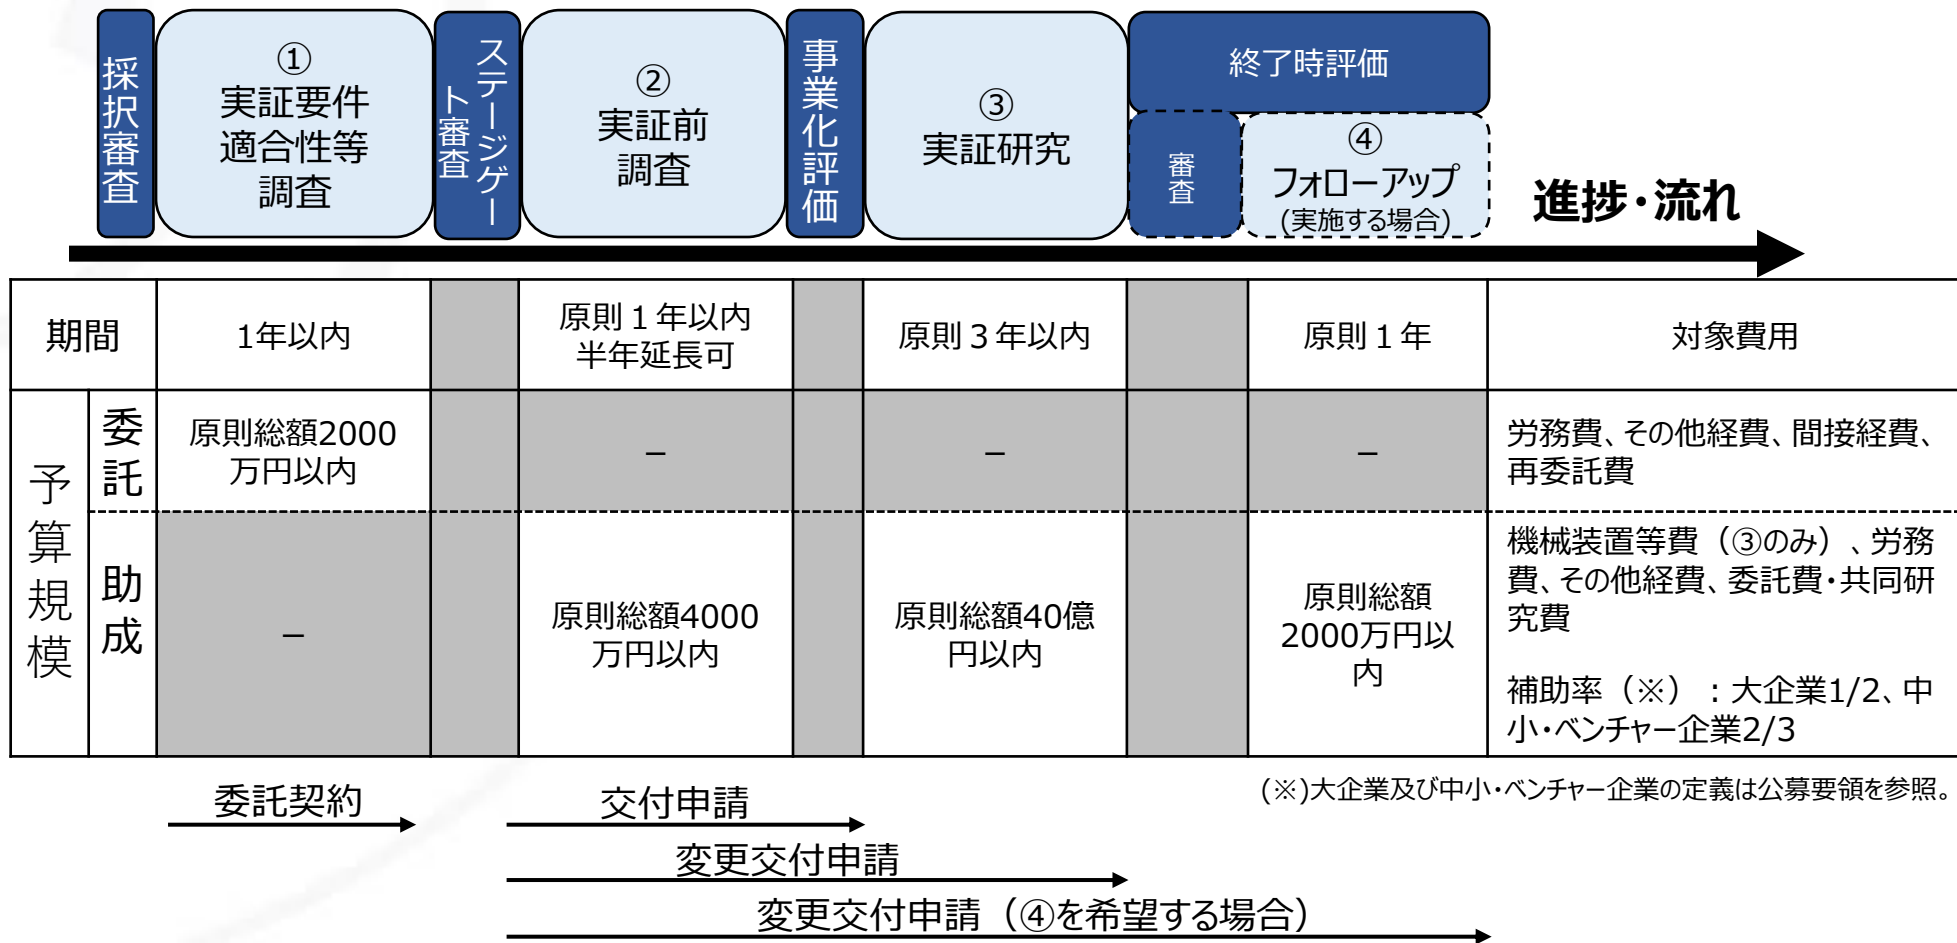 採択審査
①
実証要件
適合性等
調査
ステージゲー
ト審査
②
実証前
調査
事業化評価
③
実証研究
終了時評価
審査
④
フォローアップ
(実施する場合)
進捗・流れ
期間
1年以内
原則１年以内
半年延長可
原則３年以内
原則１年
対象費用
予算規模
委託
原則総額2000
万円以内
–
–
–
労務費、その他経費、間接経費、
再委託費
助成
–
原則総額4000
万円以内
原則総額40億
円以内
原則総額
2000万円以
内
機械装置等費（③のみ）、労務
費、その他経費、委託費・共同研
究費
補助率（※）：大企業1/2、中
小・ベンチャー企業2/3
(※)大企業及び中小・ベンチャー企業の定義は公募要領を参照。
委託契約
交付申請
変更交付申請
変更交付申請（④を希望する場合）